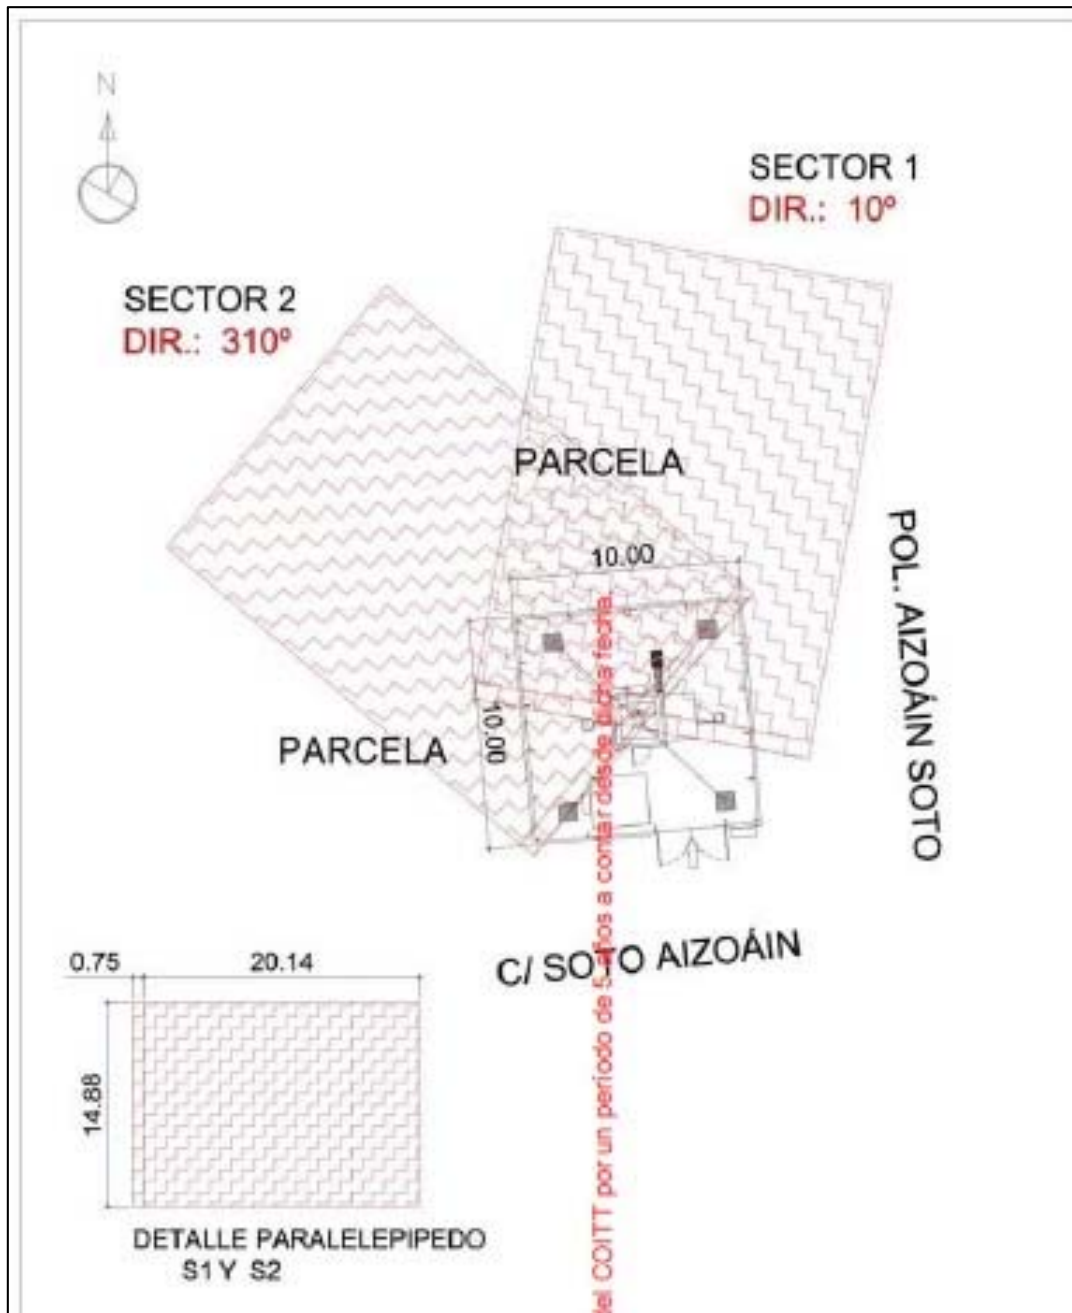 N
SECTOR 1
DIR.: 10º
SECTOR 2
DIR.: 310º
PARCELA
10.00
POL. AIZOÁIN SOTO
10.00
PARCELA
C/ SOTO AIZOÁIN
del COITT por un periodo de 5 años a contar desde dicha fecha.
0.75
20.14
14.88
DETALLE PARALELEPIPEDO
S1 Y S2